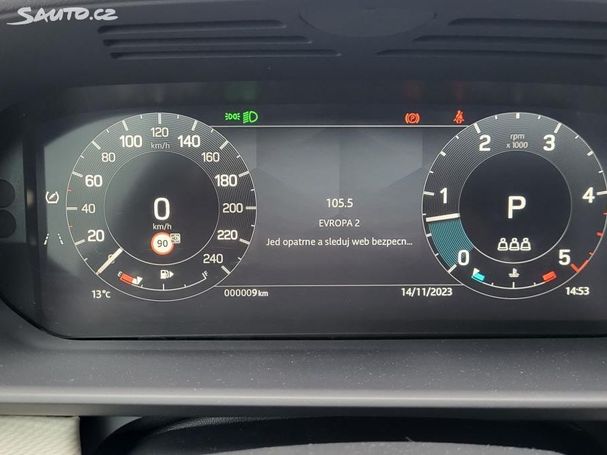 SAUTO.CZ
0 20 40 60 80 100 120 140 160 180 200 220 240
km/h
0
km/h
90
E F
13°c
000009km
105.5
EVROPA 2
Jed opatrne a sleduj web bezpecn...
14/11/2023
0 1 2 3 4 5
rpm
x 1000
P
14:53